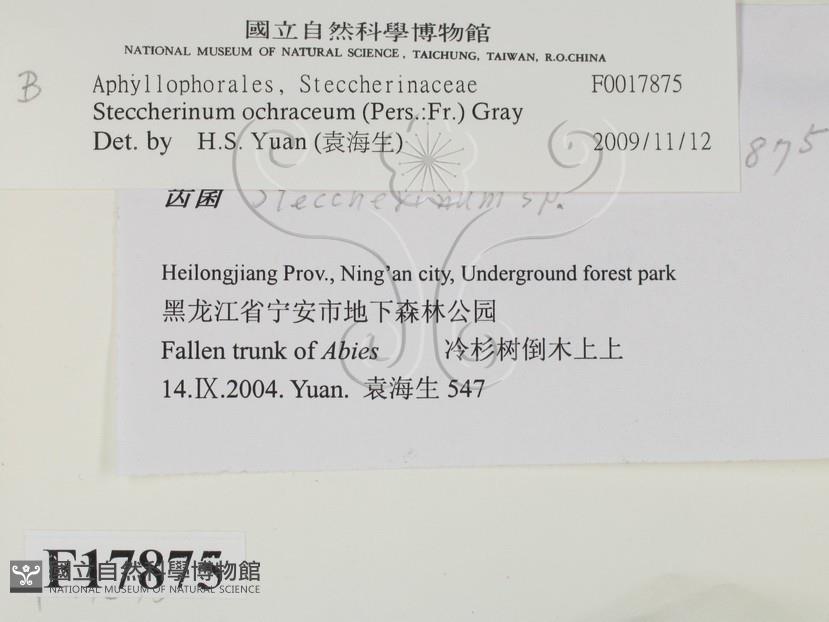 國立自然科學博物館
NATIONAL MUSEUM OF NATURAL SCIENCE, TAICHUNG, TAIWAN, R.O.CHINA
B
Aphyllophorales, Steccherinaceae F0017875
Steccherinum ochraceum (Pers.:Fr.) Gray
Det. by H.S. Yuan (袁海生) 2009/11/12
875
齿菌 Steccherinum sp.
Heilongjiang Prov., Ning'an city, Underground forest park
黑龙江省宁安市地下森林公园
Fallen trunk of Abies 冷杉树倒木上上
14.Ⅸ.2004. Yuan. 袁海生 547
F17875
國立自然科學博物館
NATIONAL MUSEUM OF NATURAL SCIENCE